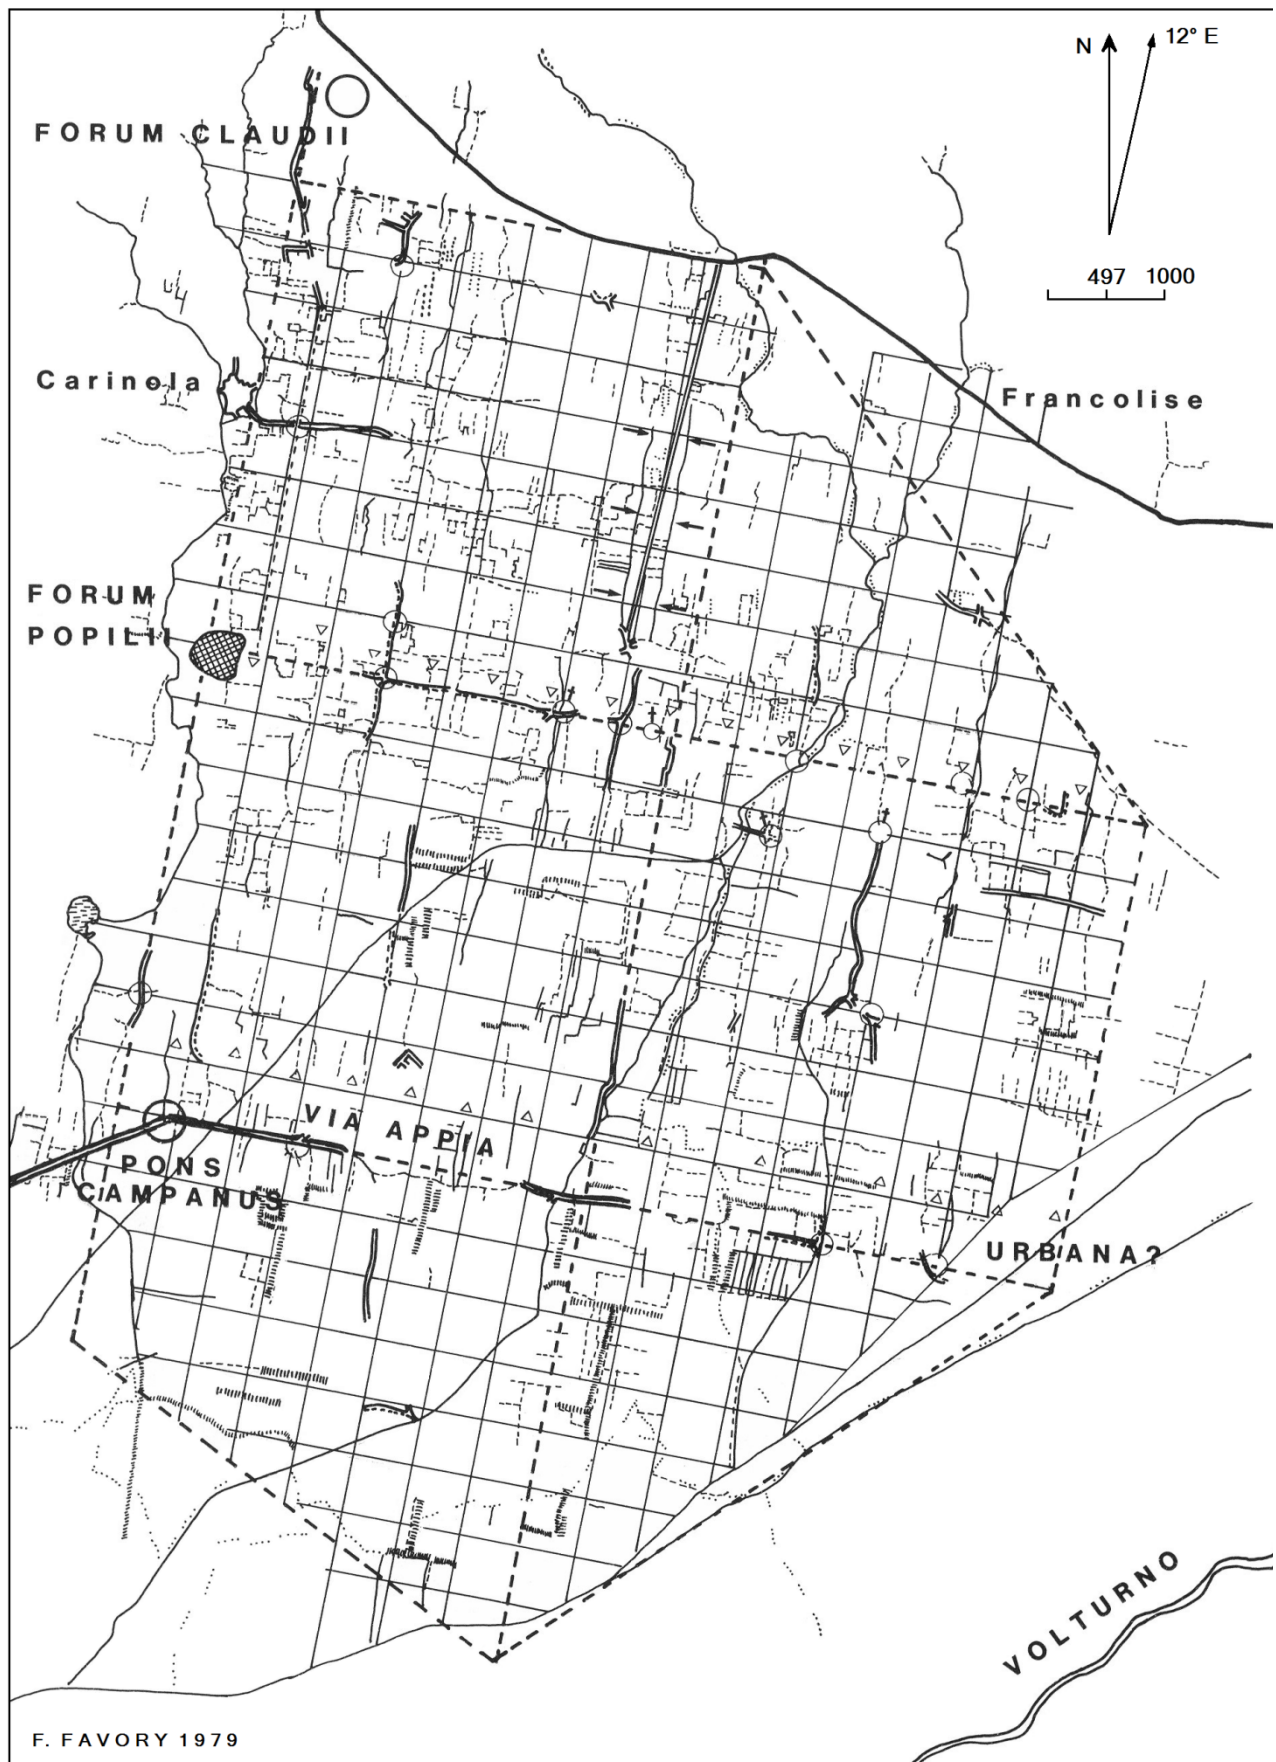 N 12° E
FORUM CLAUDII
497 1000
Carinola
Francolise
FORUM
POPILII
VIA APPIA
PONS
CAMPANUS
URBANA?
VOLTURNO
F. FAVORY 1979